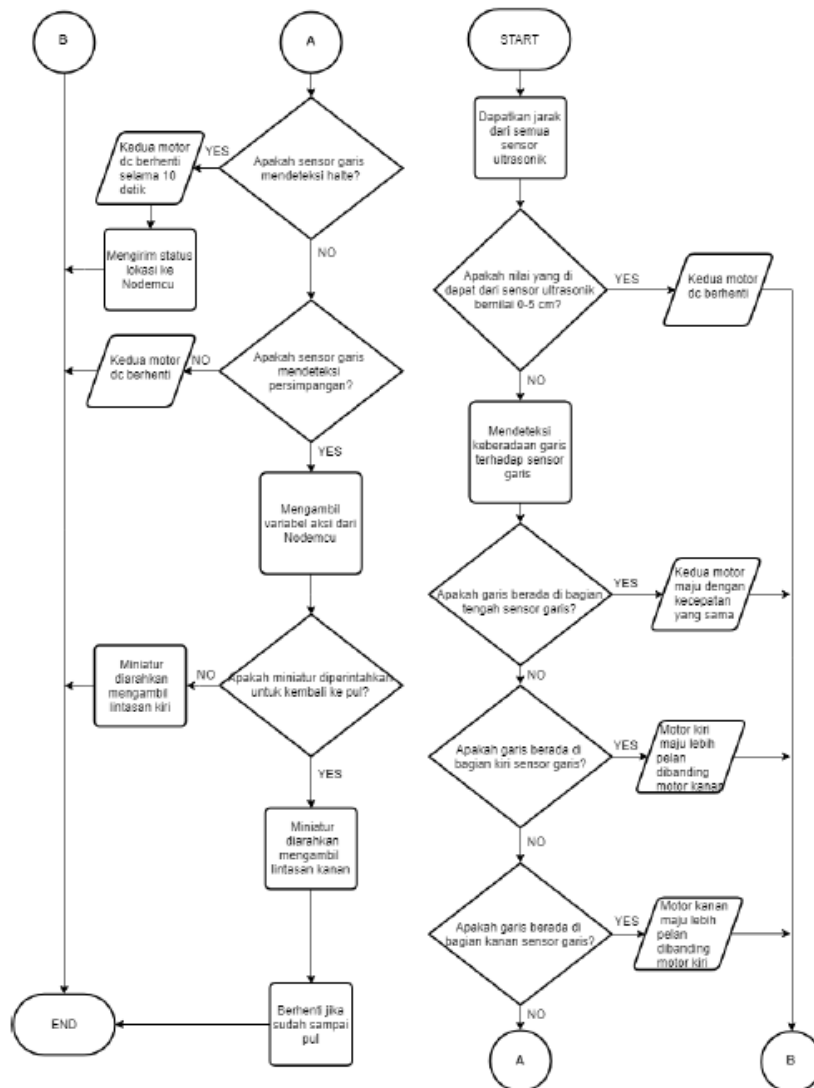 B
A
START
Dapatkan jarak
dari semua
sensor
ultrasonik
Kedua motor
dc berhenti
selama 10
detik
YES
Apakah sensor garis
mendeteksi halte?
NO
Mengirim status
lokasi ke
Nodemcu
Apakah nilai yang di
dapat dari sensor ultrasonik
bernilai 0-5 cm?
YES
Kedua motor
dc berhenti
NO
Kedua motor
dc berhenti
NO
Apakah sensor garis
mendeteksi
persimpangan?
YES
Mendeteksi
keberadaan garis
terhadap sensor
garis
Mengambil
variabel aksi dari
Nodemcu
Apakah garis berada di bagian
tengah sensor garis?
YES
Kedua motor
maju dengan
kecepatan
yang sama
NO
Miniatur
diarahkan
mengambil
lintasan kiri
NO
Apakah miniatur diperintahkan
untuk kembali ke pul?
YES
Apakah garis berada di
bagian kiri sensor garis?
YES
Motor kiri
maju lebih
pelan
dibanding
motor kanan
NO
Miniatur
diarahkan
mengambil
lintasan kanan
Apakah garis berada di
bagian kanan sensor garis?
YES
Motor kanan
maju lebih
pelan
dibanding
motor kiri
NO
END
Berhenti jika
sudah sampai
pul
A
B